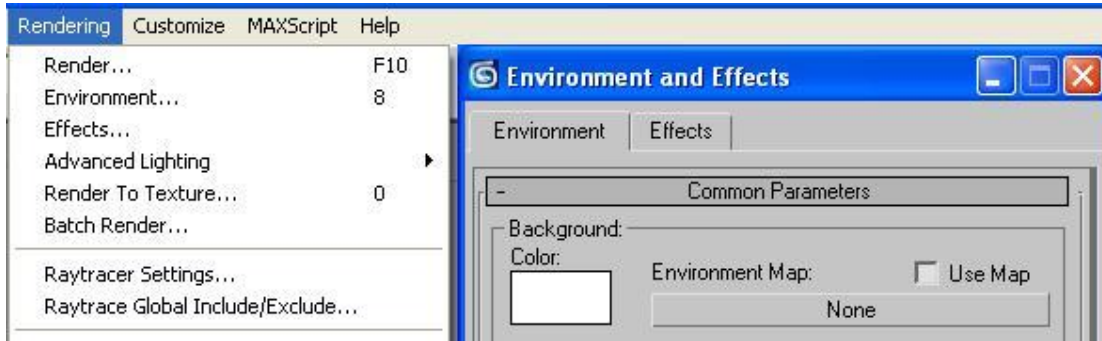 Rendering Customize MAXScript Help
Render... F10
Environment... 8
Effects...
Advanced Lighting
Render To Texture... 0
Batch Render...
Raytracer Settings...
Raytrace Global Include/Exclude...
Environment and Effects
Environment Effects
- Common Parameters
Background:
Color:
Environment Map: Use Map
None